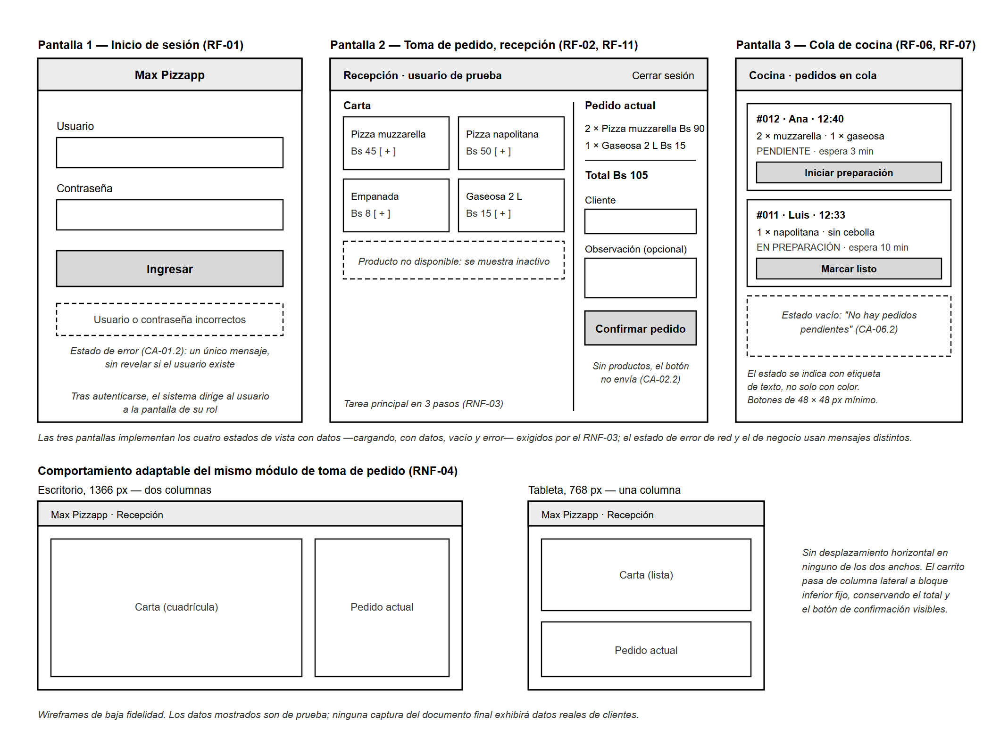 Pantalla 1 — Inicio de sesión (RF-01)
Max Pizzapp
Usuario
Contraseña
Ingresar
Usuario o contraseña incorrectos
Estado de error (CA-01.2): un único mensaje,
sin revelar si el usuario existe
Tras autenticarse, el sistema dirige al usuario
a la pantalla de su rol
Pantalla 2 — Toma de pedido, recepción (RF-02, RF-11)
Recepción · usuario de prueba
Cerrar sesión
Carta
Pizza muzzarella
Bs 45 [ + ]
Pizza napolitana
Bs 50 [ + ]
Empanada
Bs 8 [ + ]
Gaseosa 2 L
Bs 15 [ + ]
Producto no disponible: se muestra inactivo
Tarea principal en 3 pasos (RNF-03)
Pedido actual
2 × Pizza muzzarella Bs 90
1 × Gaseosa 2 L Bs 15
Total Bs 105
Cliente
Observación (opcional)
Confirmar pedido
Sin productos, el botón
no envía (CA-02.2)
Pantalla 3 — Cola de cocina (RF-06, RF-07)
Cocina · pedidos en cola
#012 · Ana · 12:40
2 × muzzarella · 1 × gaseosa
PENDIENTE · espera 3 min
Iniciar preparación
#011 · Luis · 12:33
1 × napolitana · sin cebolla
EN PREPARACIÓN · espera 10 min
Marcar listo
Estado vacío: "No hay pedidos
pendientes" (CA-06.2)
El estado se indica con etiqueta
de texto, no solo con color.
Botones de 48 × 48 px mínimo.
Las tres pantallas implementan los cuatro estados de vista con datos —cargando, con datos, vacío y error— exigidos por el RNF-03; el estado de error de red y el de negocio usan mensajes distintos.
Comportamiento adaptable del mismo módulo de toma de pedido (RNF-04)
Escritorio, 1366 px — dos columnas
Max Pizzapp · Recepción
Carta (cuadrícula)
Pedido actual
Tableta, 768 px — una columna
Max Pizzapp · Recepción
Carta (lista)
Pedido actual
Sin desplazamiento horizontal en
ninguno de los dos anchos. El carrito
pasa de columna lateral a bloque
inferior fijo, conservando el total y
el botón de confirmación visibles.
Wireframes de baja fidelidad. Los datos mostrados son de prueba; ninguna captura del documento final exhibirá datos reales de clientes.